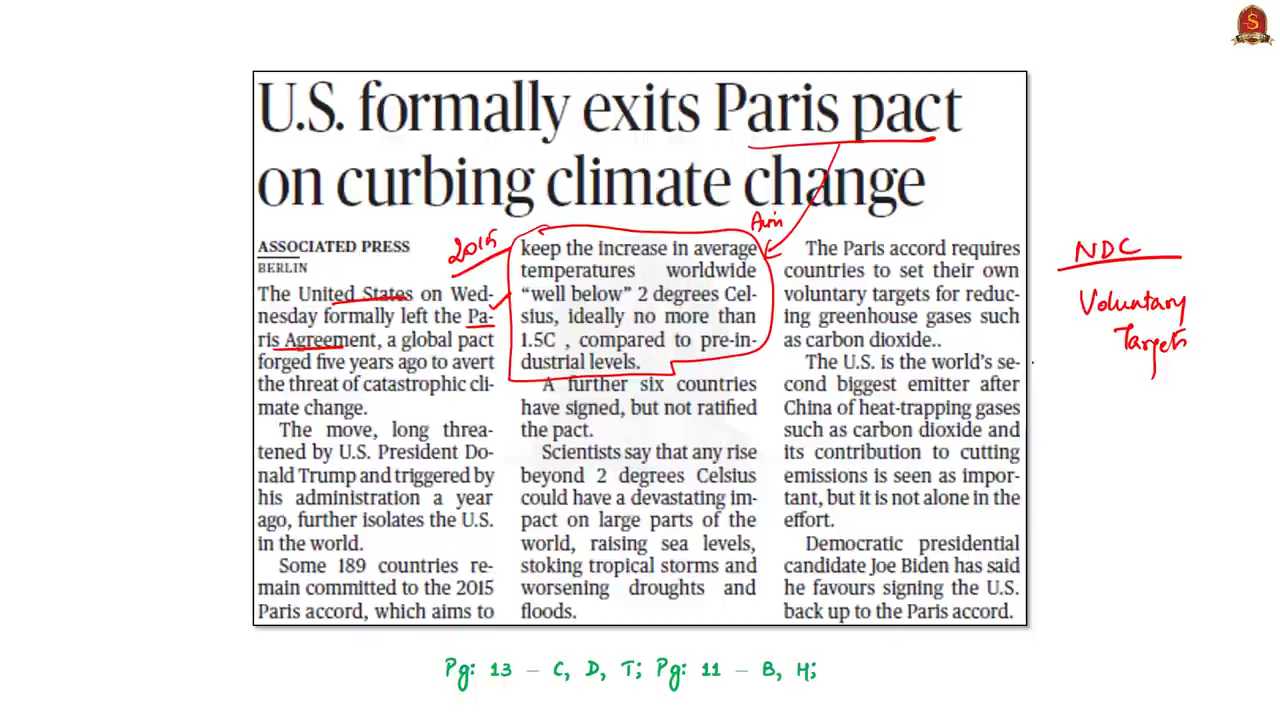 U.S. formally exits Paris pact
on curbing climate change
ASSOCIATED PRESS
BERLIN
The United States on Wed-
nesday formally left the Pa-
ris Agreement, a global pact
forged five years ago to avert
the threat of catastrophic cli-
mate change.
The move, long threa-
tened by U.S. President Do-
nald Trump and triggered by
his administration a year
ago, further isolates the U.S.
in the world.
Some 189 countries re-
main committed to the 2015
Paris accord, which aims to
2015
Aim
keep the increase in average
temperatures worldwide
“well below” 2 degrees Cel-
sius, ideally no more than
1.5C , compared to pre-in-
dustrial levels.
A further six countries
have signed, but not ratified
the pact.
Scientists say that any rise
beyond 2 degrees Celsius
could have a devastating im-
pact on large parts of the
world, raising sea levels,
stoking tropical storms and
worsening droughts and
floods.
The Paris accord requires
countries to set their own
voluntary targets for reduc-
ing greenhouse gases such
as carbon dioxide..
The U.S. is the world’s se-
cond biggest emitter after
China of heat-trapping gases
such as carbon dioxide and
its contribution to cutting
emissions is seen as impor-
tant, but it is not alone in the
effort.
Democratic presidential
candidate Joe Biden has said
he favours signing the U.S.
back up to the Paris accord.
NDC
Voluntary
Targets
Pg: 13 – C, D, T; Pg: 11 – B, H;